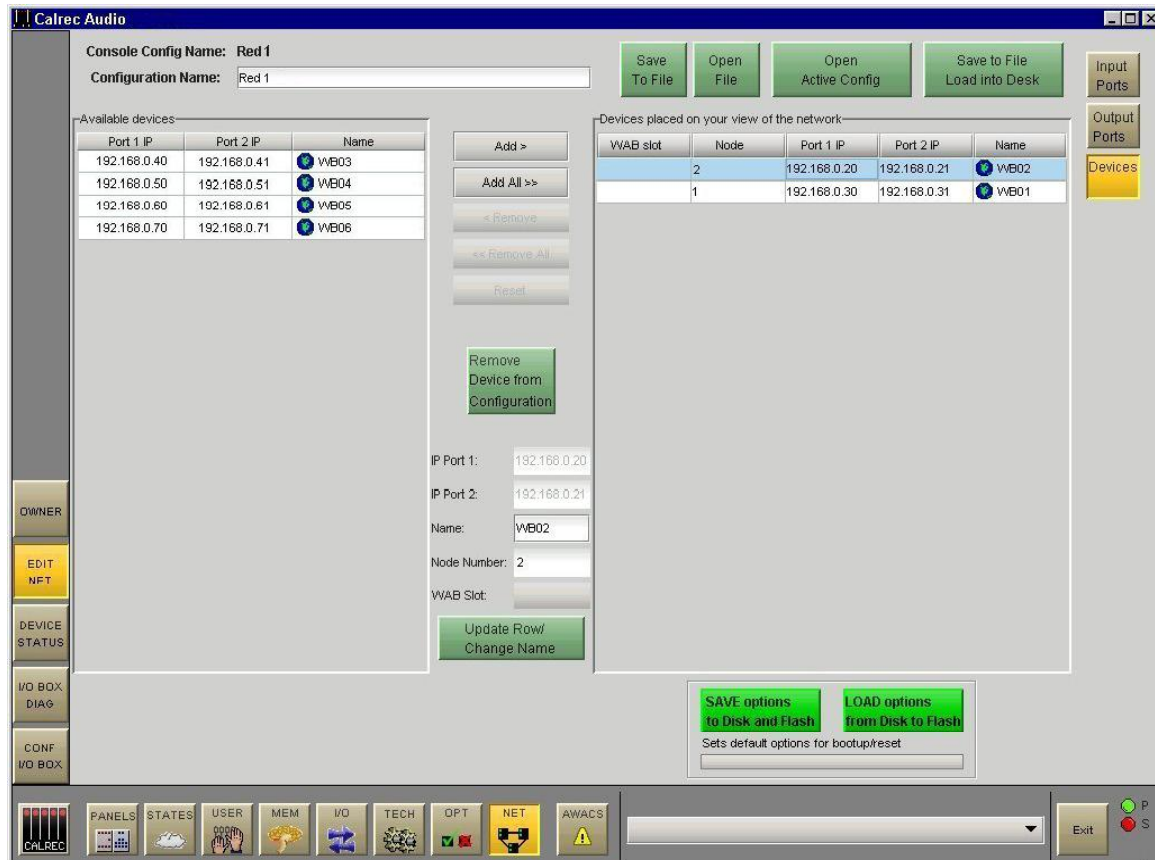 Calrec Audio
Console Config Name: Red 1
Configuration Name: Red 1
Save To File
Open File
Open Active Config
Save to File Load into Desk
Input Ports
Output Ports
Devices
Available devices
Port 1 IP Port 2 IP Name
192.168.0.40 192.168.0.41 WB03
192.168.0.50 192.168.0.51 WB04
192.168.0.60 192.168.0.61 WB05
192.168.0.70 192.168.0.71 WB06
Add >
Add All >>
< Remove
<< Remove All
Reset
Remove
Device from
Configuration
IP Port 1: 192.168.0.20
IP Port 2: 192.168.0.21
Name: WB02
Node Number: 2
WAB Slot:
Update Row/
Change Name
Devices placed on your view of the network
WAB slot Node Port 1 IP Port 2 IP Name
2 192.168.0.20 192.168.0.21 WB02
1 192.168.0.30 192.168.0.31 WB01
SAVE options
to Disk and Flash
LOAD options
from Disk to Flash
Sets default options for bootup/reset
OWNER
EDIT
NET
DEVICE
STATUS
I/O BOX
DIAG
CONF
I/O BOX
CALREC
PANELS
STATES
USER
MEM
I/O
TECH
OPT
NET
AWACS
Exit
P
S